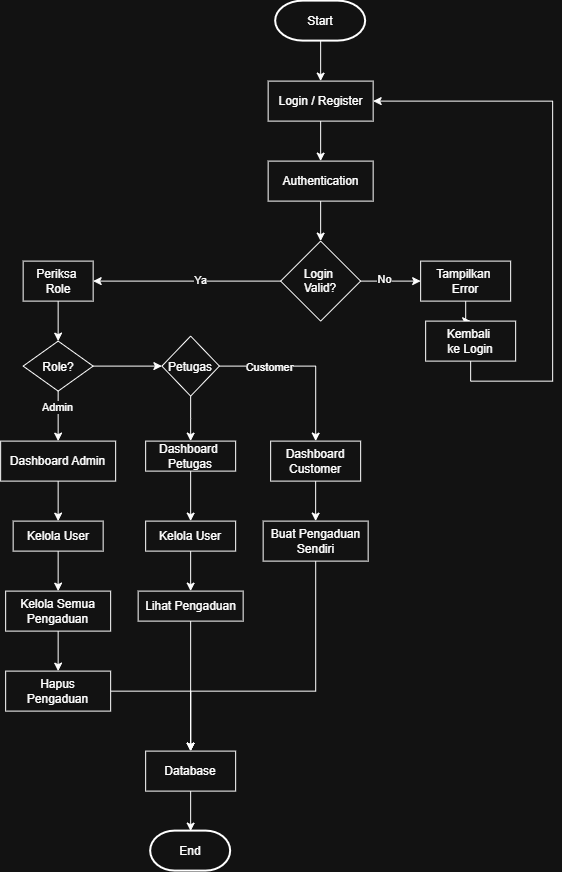 Start
Login / Register
Authentication
Login
Valid?
Ya
No
Periksa
Role
Tampilkan
Error
Kembali
ke Login
Role?
Petugas
Customer
Admin
Dashboard Admin
Dashboard
Petugas
Dashboard
Customer
Kelola User
Kelola User
Buat Pengaduan
Sendiri
Kelola Semua
Pengaduan
Lihat Pengaduan
Hapus
Pengaduan
Database
End